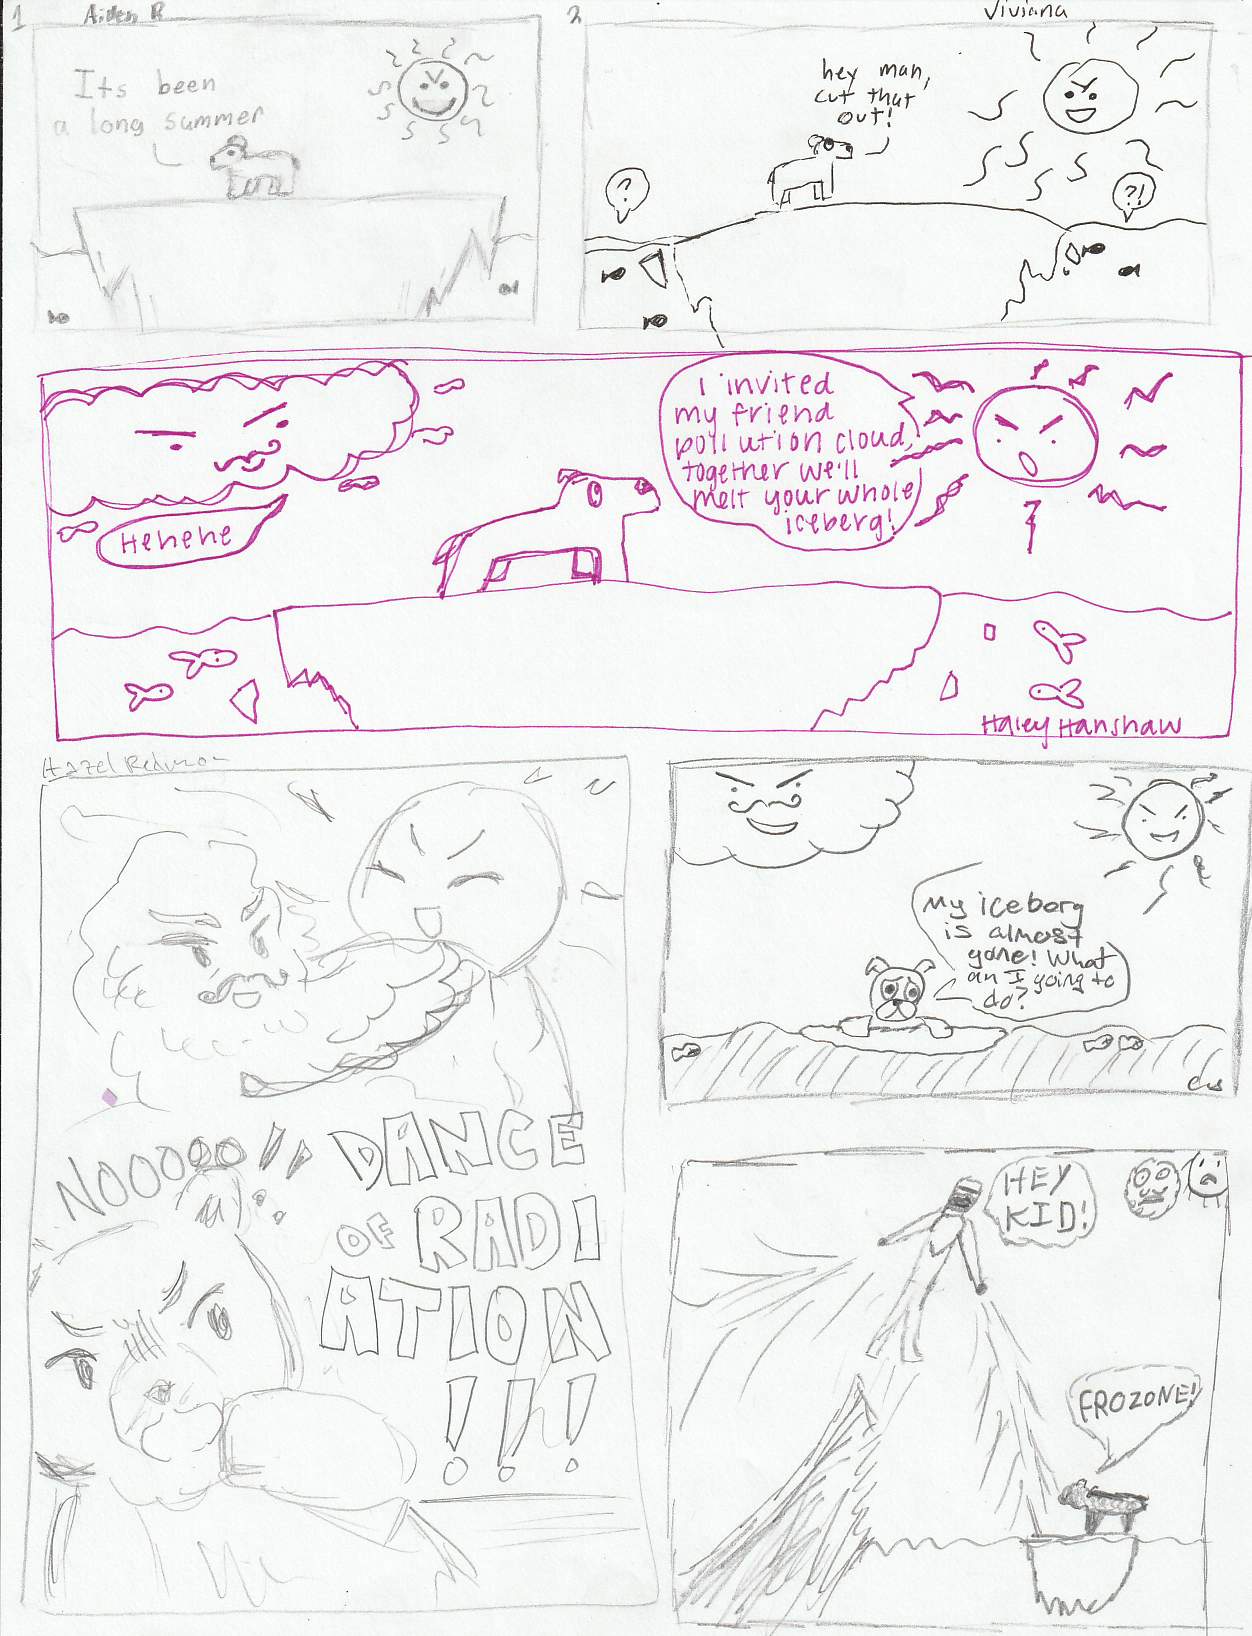 1 Aiden R
Its been
a long summer
2 Viviana
hey man,
cut that
out!
?
?!
I invited
my friend
pollution cloud,
together we'll
melt your whole
iceberg!
Hehehe
Haley Hanshaw
Hazel
NOOOOO!!
DANCE
OF RADI
ATION
!!!
My iceberg
is almost
gone! What
am I going to
do?
HEY
KID!
FROZONE!